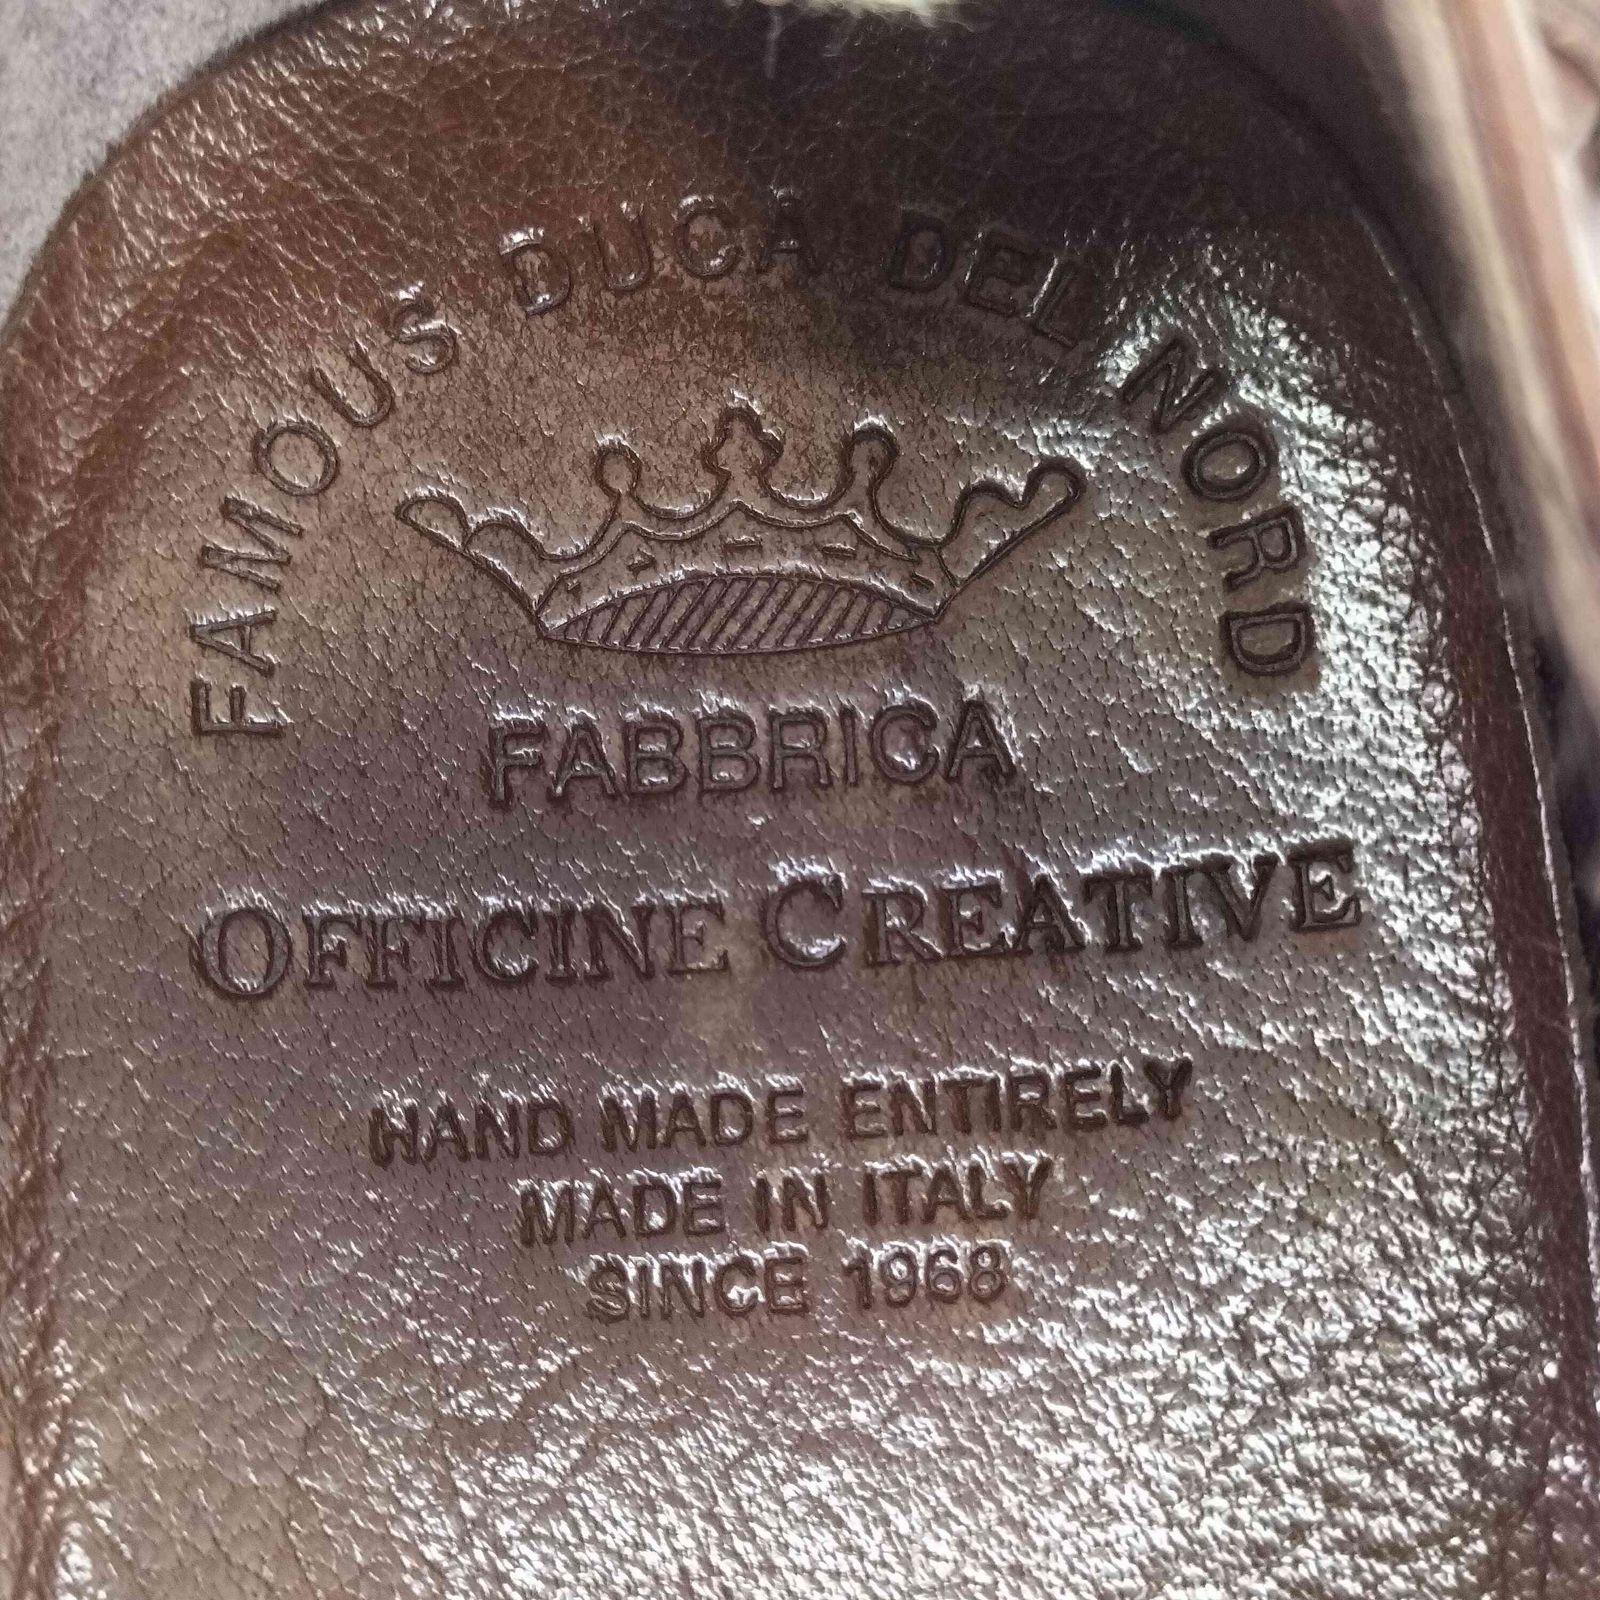 FAMOUS DUCA DEL NORD
FABBRICA
OFFICINE CREATIVE
HAND MADE ENTIRELY
MADE IN ITALY
SINCE 1968